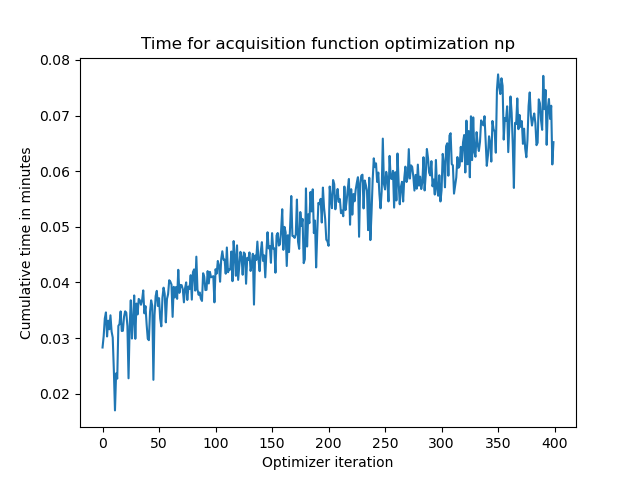 Time for acquisition function optimization np
Cumulative time in minutes
0.08
0.07
0.06
0.05
0.04
0.03
0.02
0 50 100 150 200 250 300 350 400
Optimizer iteration